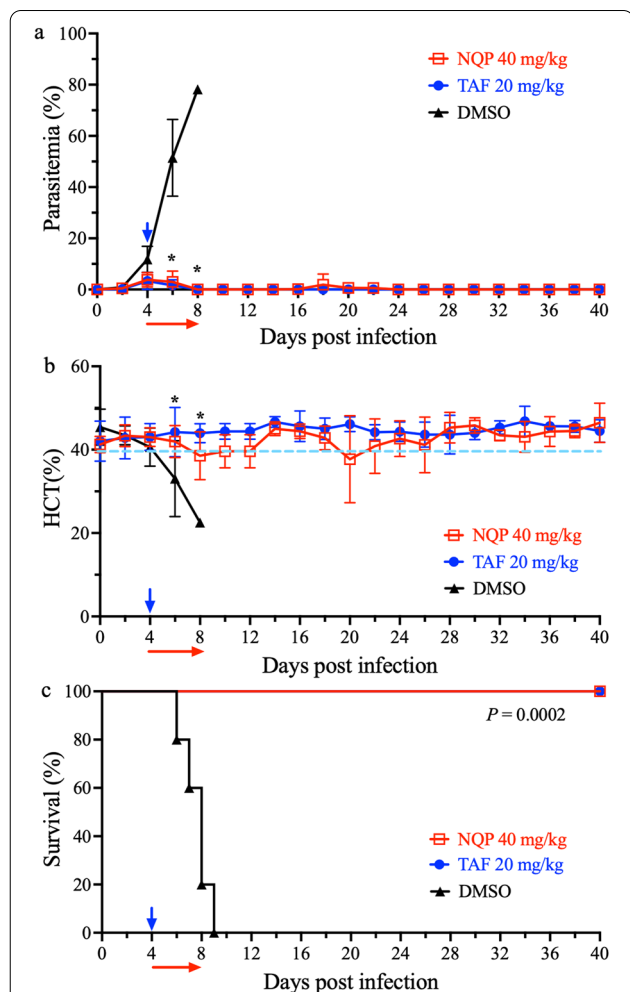 a
100
80
60
40
20
0
Parasitemia (%)
NQP 40 mg/kg
TAF 20 mg/kg
DMSO
* *
0 4 8 12 16 20 24 28 32 36 40
Days post infection
b
60
40
20
0
HCT(%)
* *
NQP 40 mg/kg
TAF 20 mg/kg
DMSO
0 4 8 12 16 20 24 28 32 36 40
Days post infection
c
100
80
60
40
20
0
Survival (%)
P = 0.0002
NQP 40 mg/kg
TAF 20 mg/kg
DMSO
0 4 8 12 16 20 24 28 32 36 40
Days post infection